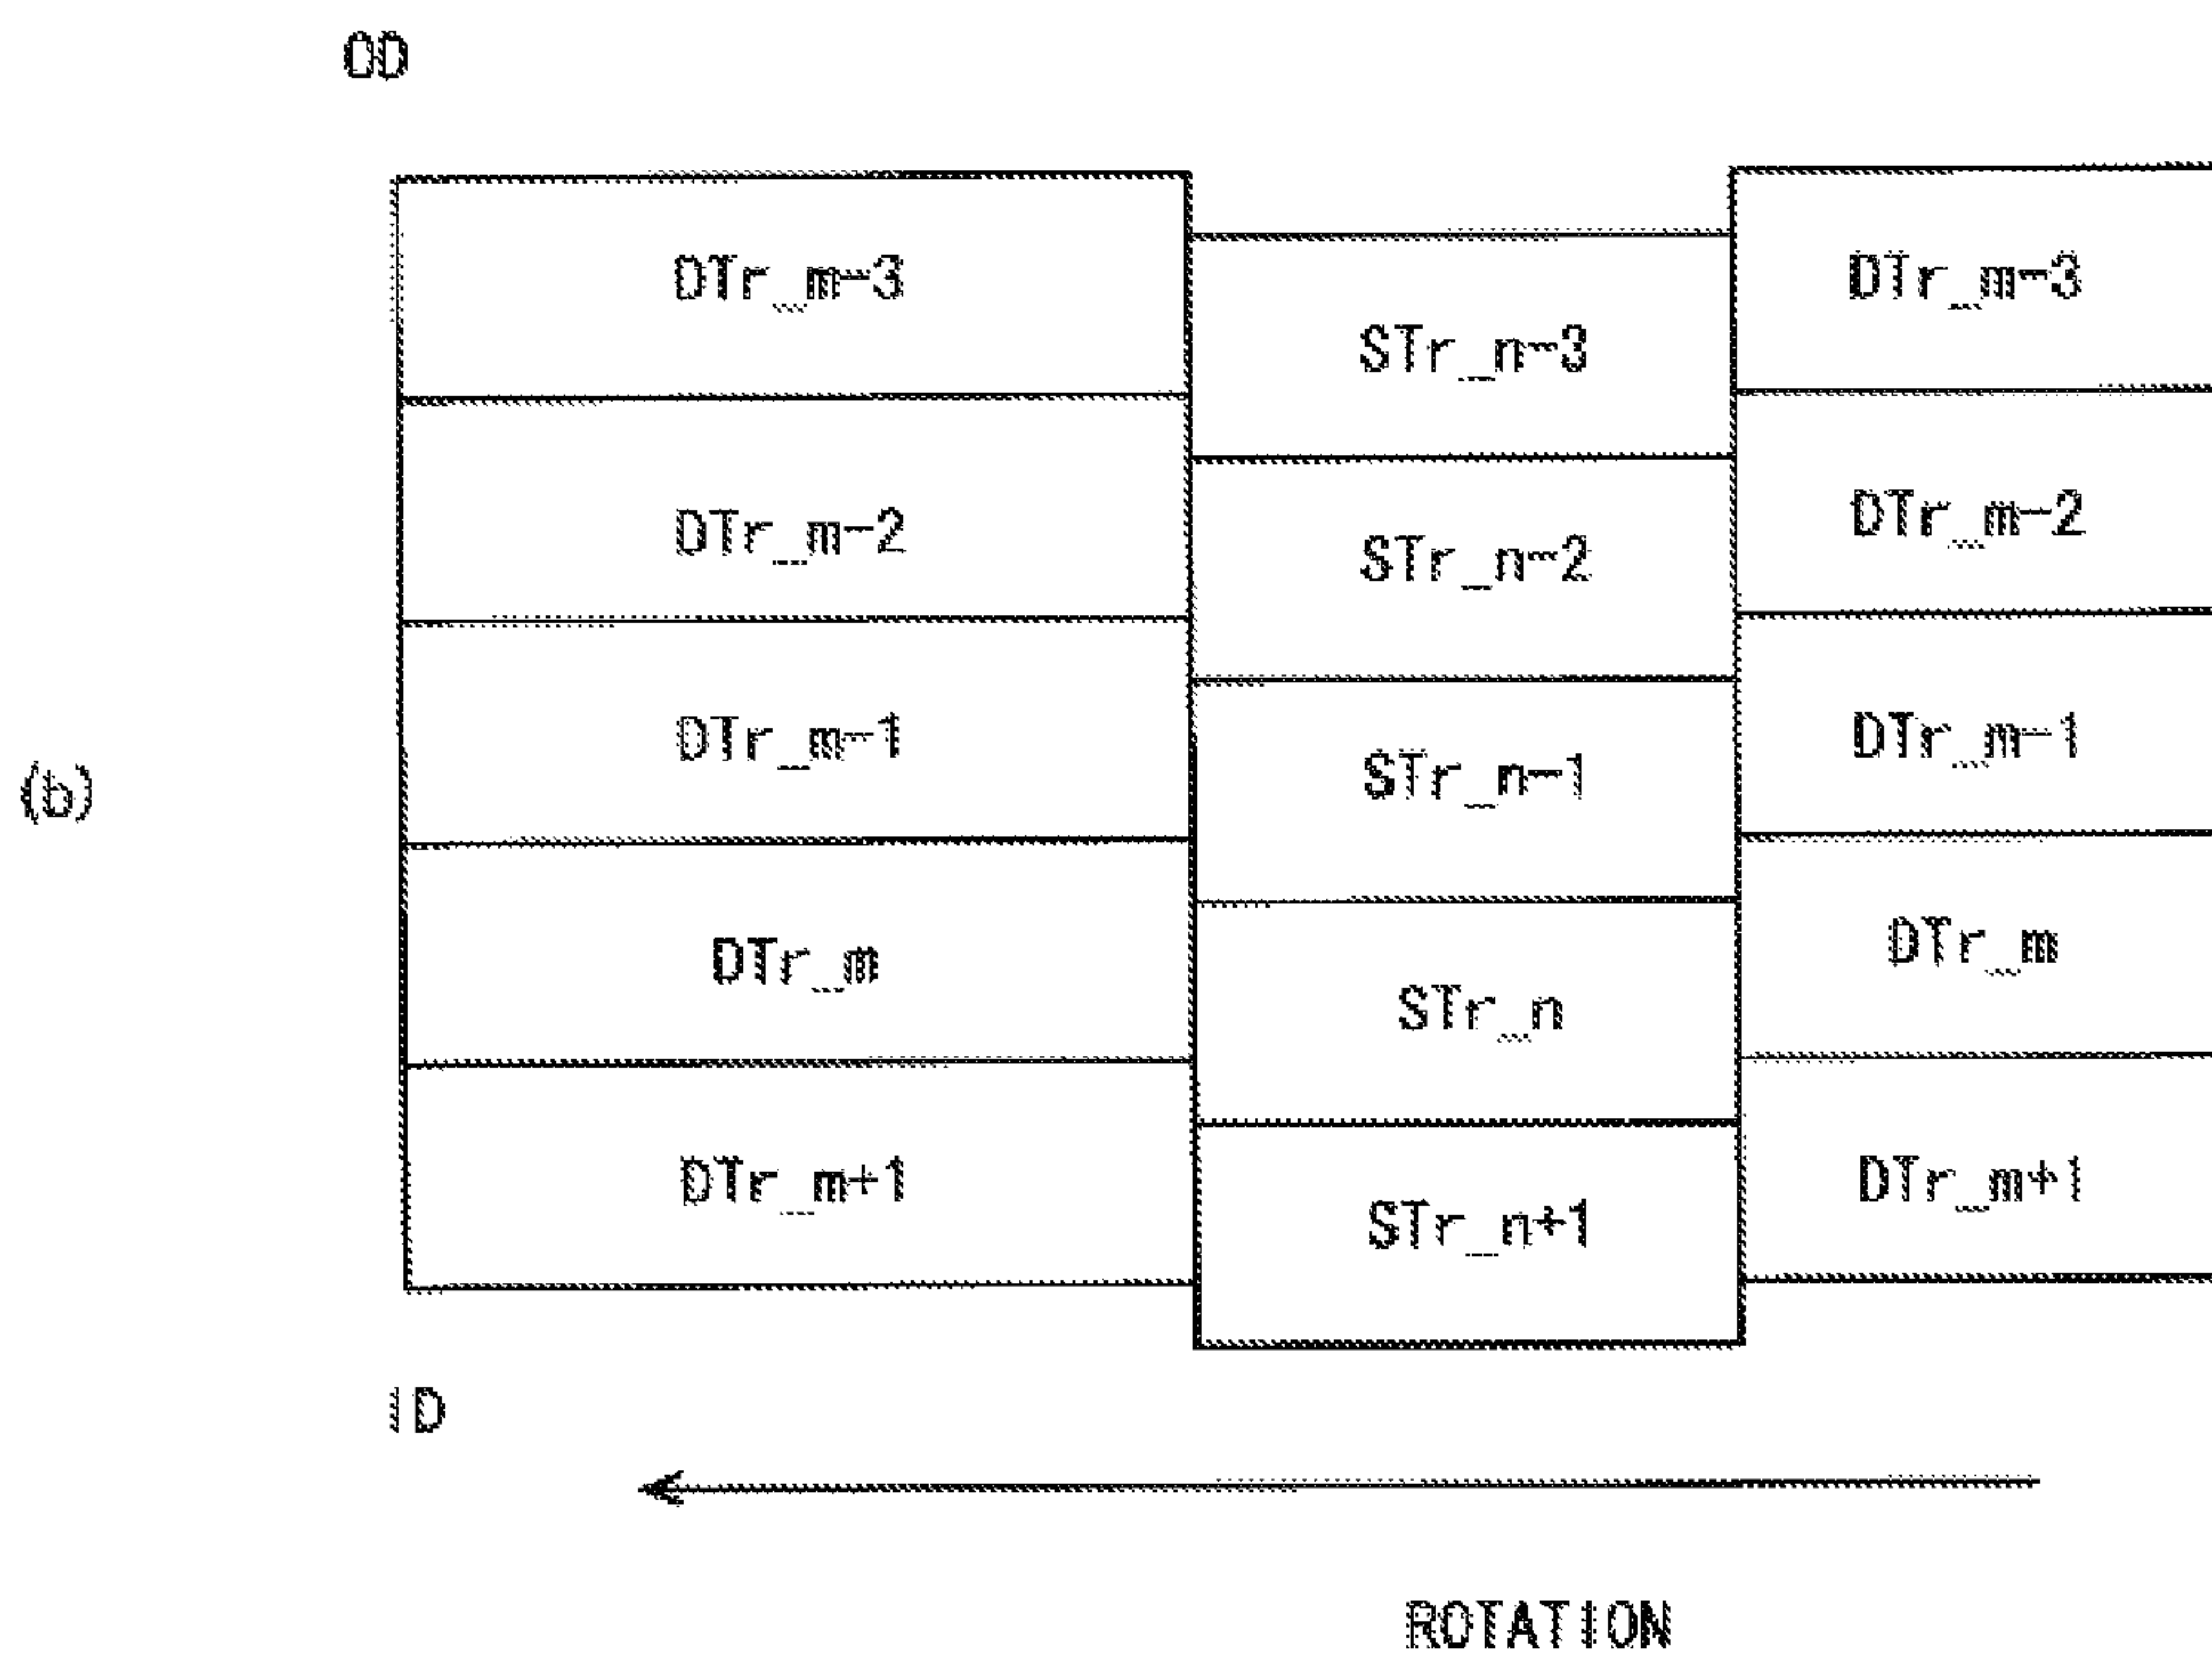 OD
DTr_m-3
STr_n-3
DTr_m-3
DTr_m-2
STr_n-2
DTr_m-2
DTr_m-1
STr_n-1
DTr_m-1
(b)
DTr_m
STr_n
DTr_m
DTr_m+1
STr_n+1
DTr_m+1
ID
ROTATION